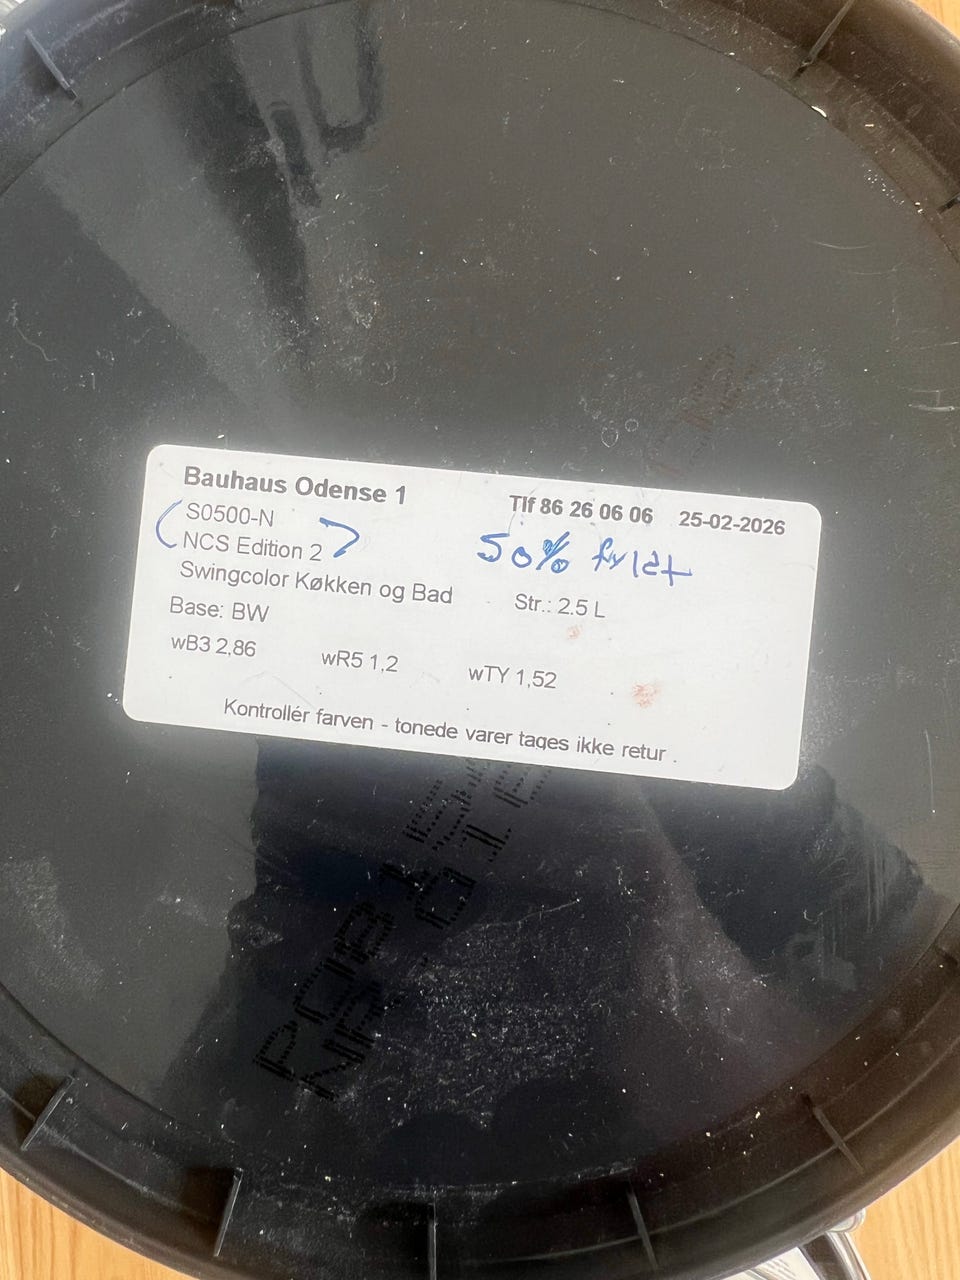 Bauhaus Odense 1 Tlf 86 26 06 06 25-02-2026
(S0500-N
NCS Edition 2) 50% fyldt
Swingcolor Køkken og Bad Str.: 2.5 L
Base: BW
wB3 2,86 wR5 1,2 wTY 1,52
Kontrollér farven - tonede varer tages ikke retur .